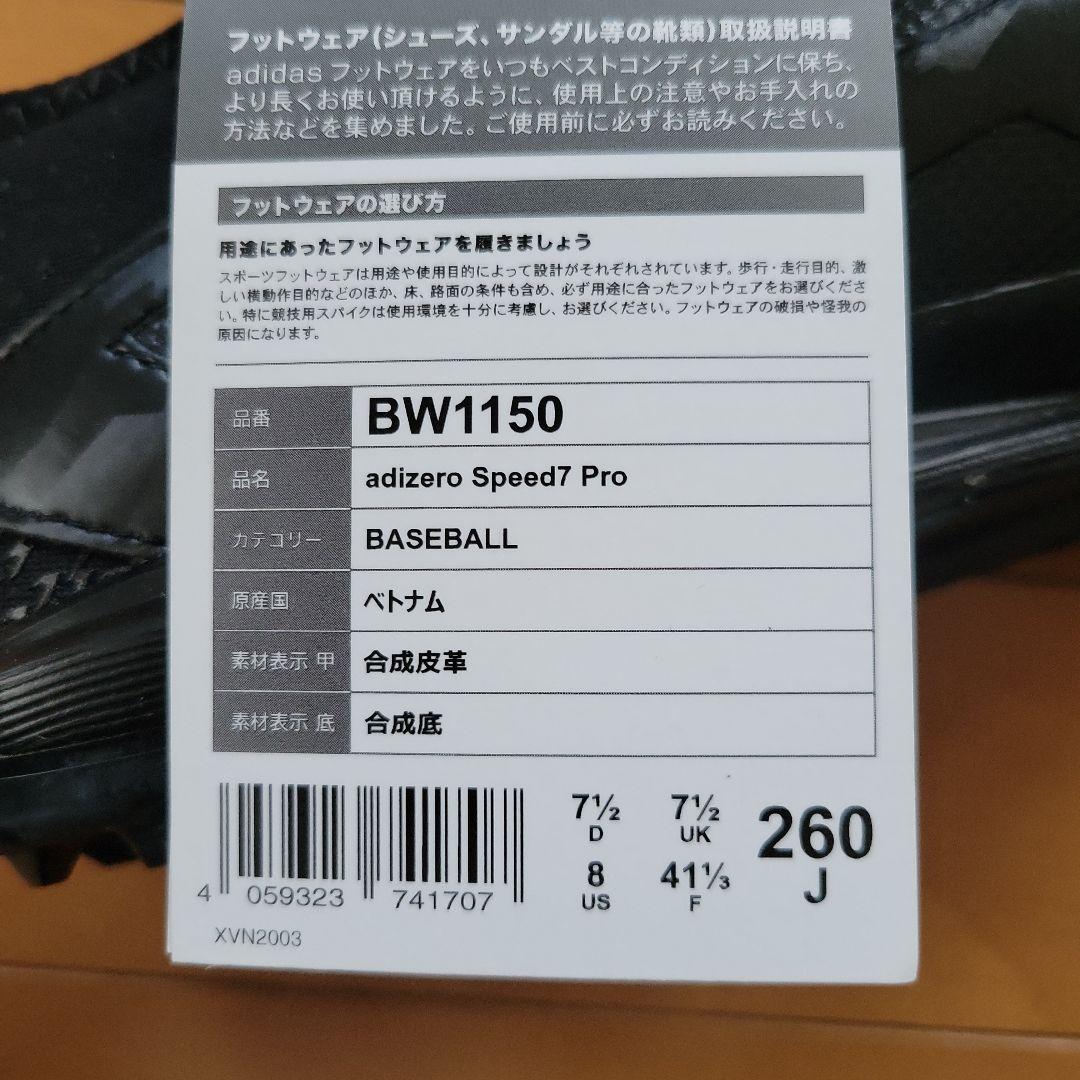 フットウェア(シューズ、サンダル等の靴類)取扱説明書
adidas フットウェアをいつもベストコンディションに保ち、
より長くお使い頂けるように、使用上の注意やお手入れの
方法などを集めました。ご使用前に必ずお読みください。
フットウェアの選び方
用途にあったフットウェアを履きましょう
スポーツフットウェアは用途や使用目的によって設計がそれぞれされています。歩行・走行目的、激
しい横動作目的などのほか、床、路面の条件も含め、必ず用途に合ったフットウェアをお選びくださ
い。特に競技用スパイクは使用環境を十分に考慮し、お選びください。フットウェアの破損や怪我の
原因になります。
品番 BW1150
品名 adizero Speed7 Pro
カテゴリー BASEBALL
原産国 ベトナム
素材表示 甲 合成皮革
素材表示 底 合成底
7½ 7½ 260
D UK J
8 41⅓
US F
4 059323 741707
XVN2003